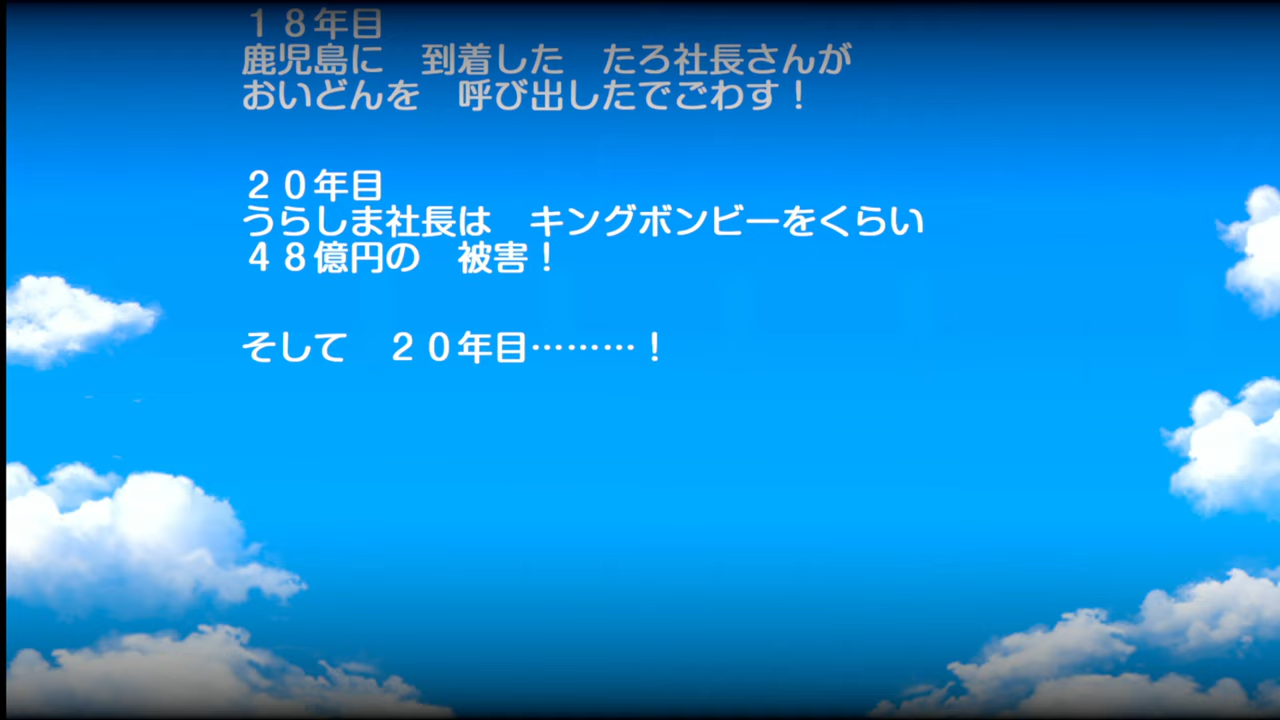 １８年目
鹿児島に　到着した　たろ社長さんが
おいどんを　呼び出したでごわす！
２０年目
うらしま社長は　キングボンビーをくらい
４８億円の　被害！
そして　２０年目………！